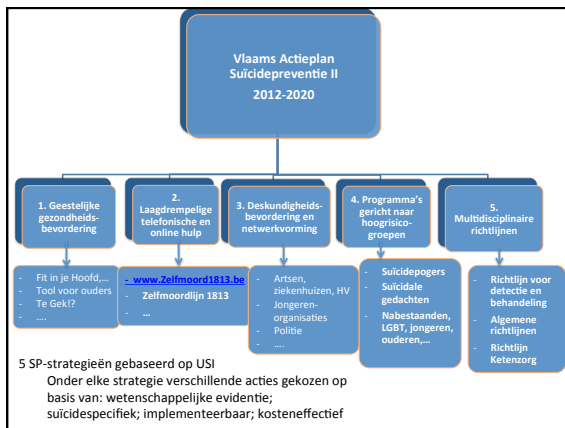 Vlaams Actieplan
Suïcidepreventie II
2012-2020
1. Geestelijke
gezondheids-
bevordering
2.
Laagdrempelige
telefonische en
online hulp
3. Deskundigheids-
bevordering en
netwerkvorming
4. Programma's
gericht naar
hoogrisico-
groepen
5.
Multidisciplinaire
richtlijnen
- Fit in je Hoofd,...
- Tool voor ouders
- Te Gek!?
- ....
- www.Zelfmoord1813.be
- Zelfmoordlijn 1813
- ...
- Artsen,
ziekenhuizen, HV
- Jongeren-
organisaties
- Politie
- ....
- Suïcidepogers
- Suïcidale
gedachten
- Nabestaanden,
LGBT, jongeren,
ouderen,...
- Richtlijn voor
detectie en
behandeling
- Algemene
richtlijnen
- Richtlijn
Ketenzorg
5 SP-strategieën gebaseerd op USI
Onder elke strategie verschillende acties gekozen op
basis van: wetenschappelijke evidentie;
suïcidespecifiek; implementeerbaar; kosteneffectief